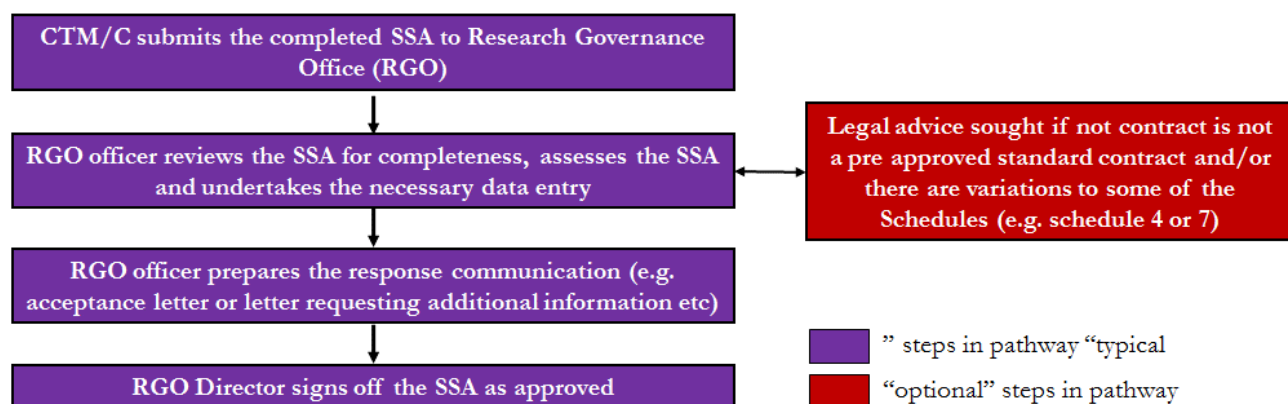 CTM/C submits the completed SSA to Research Governance
Office (RGO)
RGO officer reviews the SSA for completeness, assesses the SSA
and undertakes the necessary data entry
Legal advice sought if not contract is not
a pre approved standard contract and/or
there are variations to some of the
Schedules (e.g. schedule 4 or 7)
RGO officer prepares the response communication (e.g.
acceptance letter or letter requesting additional information etc)
RGO Director signs off the SSA as approved
” steps in pathway “typical
“optional” steps in pathway